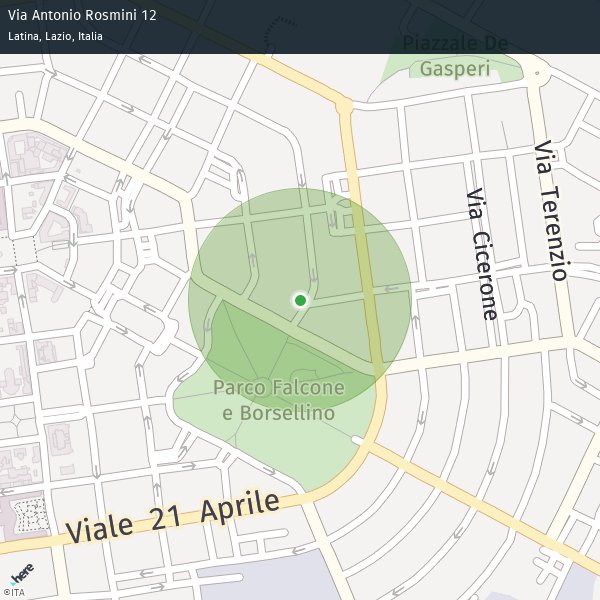 Via Antonio Rosmini 12
Latina, Lazio, Italia
Piazzale De
Gasperi
Via Terenzio
Via Cicerone
Parco Falcone
e Borsellino
Viale 21 Aprile
here
©ITA